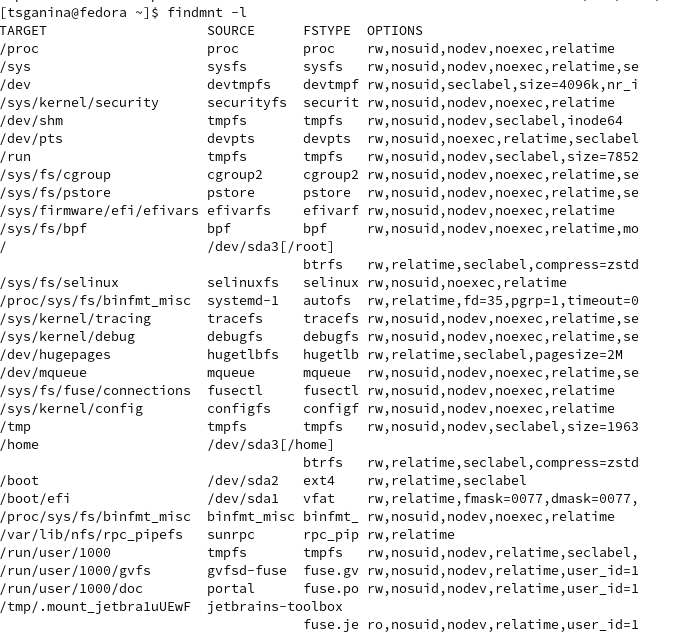 [tsganina@fedora ~]$ findmnt -l
TARGET SOURCE FSTYPE OPTIONS
/proc proc proc rw,nosuid,nodev,noexec,relatime
/sys sysfs sysfs rw,nosuid,nodev,noexec,relatime,se
/dev devtmpfs devtmpf rw,nosuid,seclabel,size=4096k,nr_i
/sys/kernel/security securityfs securit rw,nosuid,nodev,noexec,relatime
/dev/shm tmpfs tmpfs rw,nosuid,nodev,seclabel,inode64
/dev/pts devpts devpts rw,nosuid,noexec,relatime,seclabel
/run tmpfs tmpfs rw,nosuid,nodev,seclabel,size=7852
/sys/fs/cgroup cgroup2 cgroup2 rw,nosuid,nodev,noexec,relatime,se
/sys/fs/pstore pstore pstore rw,nosuid,nodev,noexec,relatime,se
/sys/firmware/efi/efivars efivarfs efivarf rw,nosuid,nodev,noexec,relatime
/sys/fs/bpf bpf bpf rw,nosuid,nodev,noexec,relatime,mo
/ /dev/sda3[/root]
btrfs rw,relatime,seclabel,compress=zstd
/sys/fs/selinux selinuxfs selinux rw,nosuid,noexec,relatime
/proc/sys/fs/binfmt_misc systemd-1 autofs rw,relatime,fd=35,pgrp=1,timeout=0
/sys/kernel/tracing tracefs tracefs rw,nosuid,nodev,noexec,relatime,se
/sys/kernel/debug debugfs debugfs rw,nosuid,nodev,noexec,relatime,se
/dev/hugepages hugetlbfs hugetlb rw,relatime,seclabel,pagesize=2M
/dev/mqueue mqueue mqueue rw,nosuid,nodev,noexec,relatime,se
/sys/fs/fuse/connections fusectl fusectl rw,nosuid,nodev,noexec,relatime
/sys/kernel/config configfs configf rw,nosuid,nodev,noexec,relatime
/tmp tmpfs tmpfs rw,nosuid,nodev,seclabel,size=1963
/home /dev/sda3[/home]
btrfs rw,relatime,seclabel,compress=zstd
/boot /dev/sda2 ext4 rw,relatime,seclabel
/boot/efi /dev/sda1 vfat rw,relatime,fmask=0077,dmask=0077,
/proc/sys/fs/binfmt_misc binfmt_misc binfmt_ rw,nosuid,nodev,noexec,relatime
/var/lib/nfs/rpc_pipefs sunrpc rpc_pip rw,relatime
/run/user/1000 tmpfs tmpfs rw,nosuid,nodev,relatime,seclabel,
/run/user/1000/gvfs gvfsd-fuse fuse.gv rw,nosuid,nodev,relatime,user_id=1
/run/user/1000/doc portal fuse.po rw,nosuid,nodev,relatime,user_id=1
/tmp/.mount_jetbra1uUEwF jetbrains-toolbox
fuse.je ro,nosuid,nodev,relatime,user_id=1